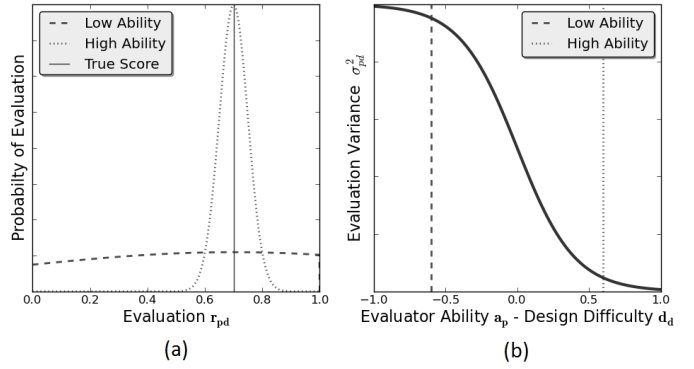 Low Ability
High Ability
True Score
Probabilty of Evaluation
0.0 0.2 0.4 0.6 0.8 1.0
Evaluation r_pd
(a)
Low Ability
High Ability
Evaluation Variance σ²_pd
−1.0 −0.5 0.0 0.5 1.0
Evaluator Ability a_p - Design Difficulty d_d
(b)